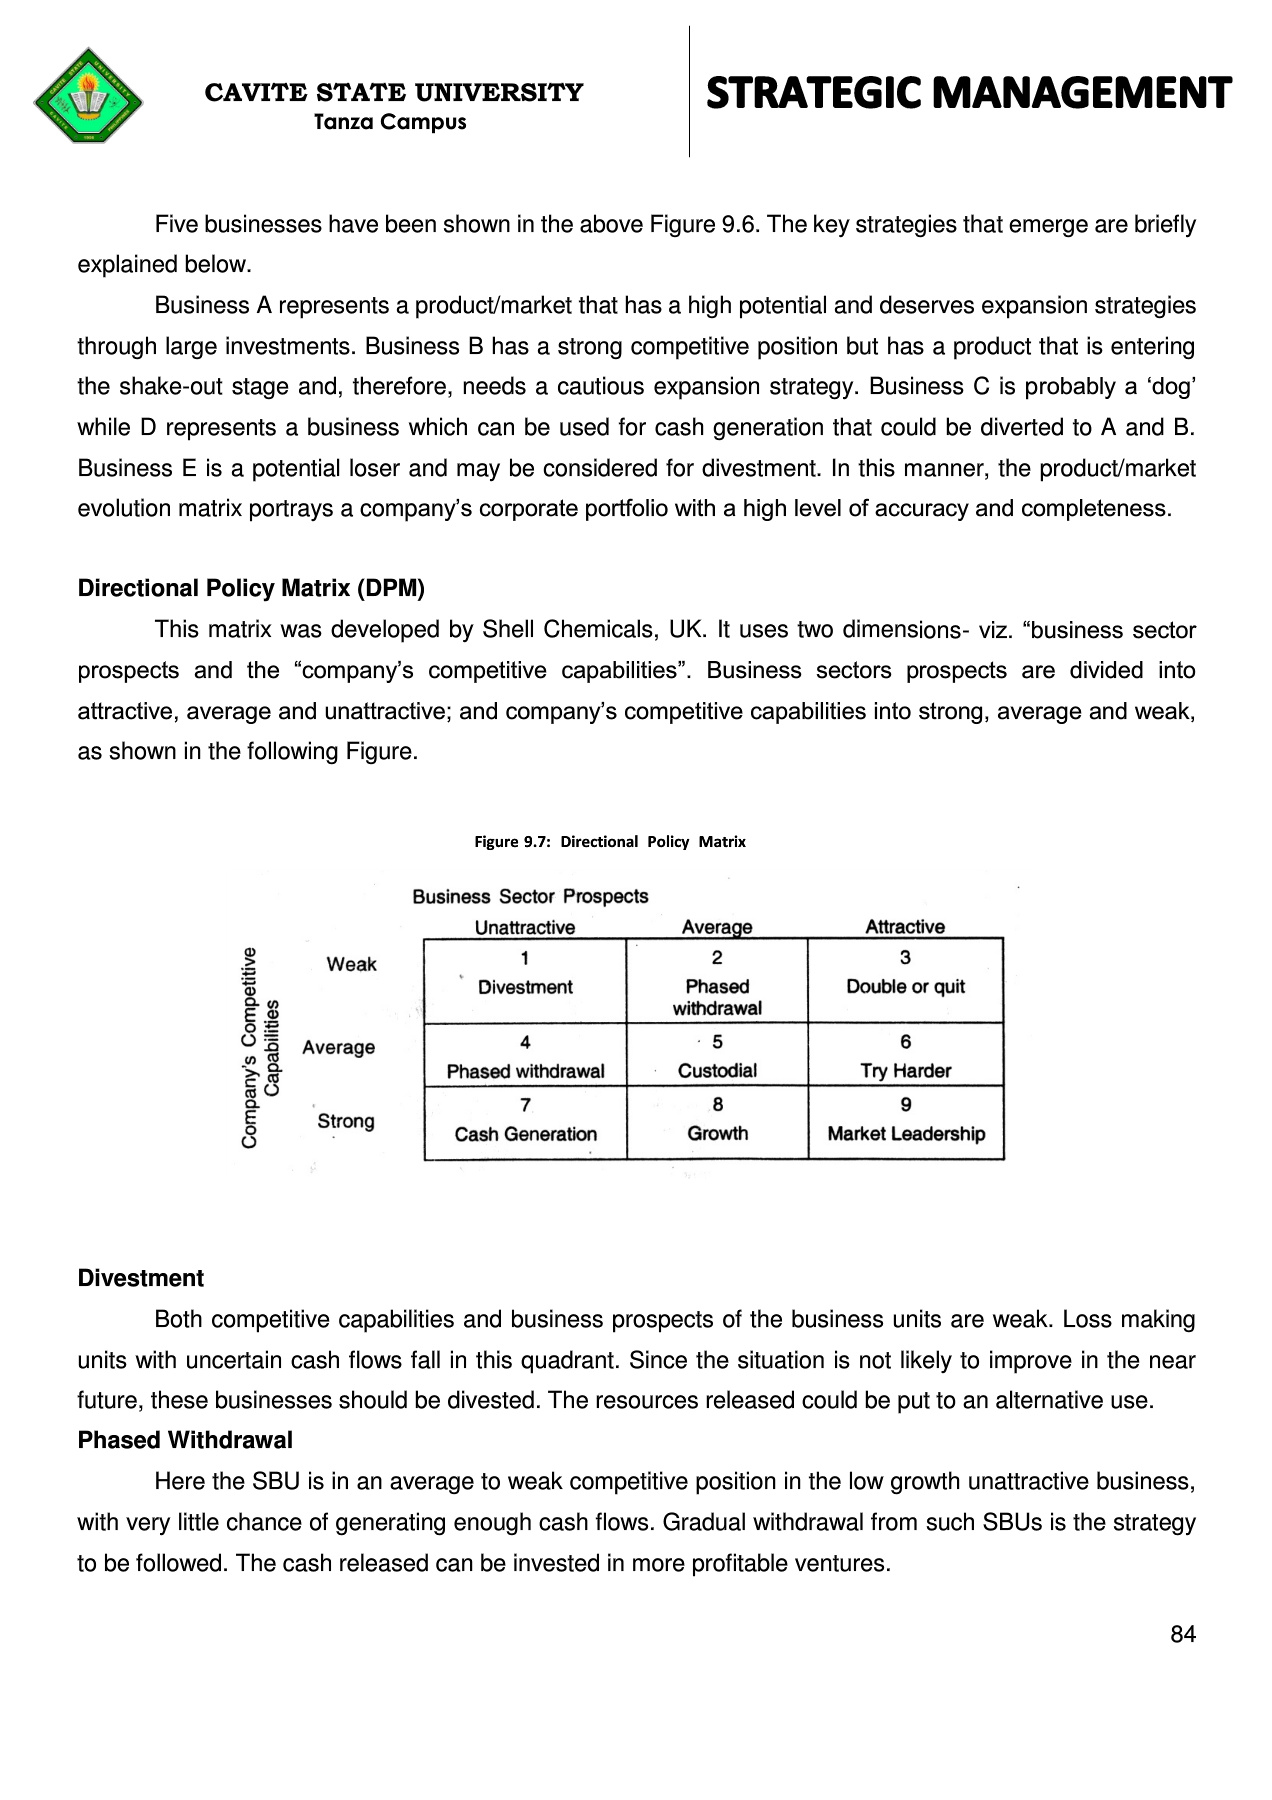 CAVITE STATE UNIVERSITY
Tanza Campus
STRATEGIC MANAGEMENT
Five businesses have been shown in the above Figure 9.6. The key strategies that emerge are briefly
explained below.
Business A represents a product/market that has a high potential and deserves expansion strategies
through large investments. Business B has a strong competitive position but has a product that is entering
the shake-out stage and, therefore, needs a cautious expansion strategy. Business C is probably a ‘dog’
while D represents a business which can be used for cash generation that could be diverted to A and B.
Business E is a potential loser and may be considered for divestment. In this manner, the product/market
evolution matrix portrays a company’s corporate portfolio with a high level of accuracy and completeness.
Directional Policy Matrix (DPM)
This matrix was developed by Shell Chemicals, UK. It uses two dimensions- viz. “business sector
prospects and the “company’s competitive capabilities”. Business sectors prospects are divided into
attractive, average and unattractive; and company’s competitive capabilities into strong, average and weak,
as shown in the following Figure.
Figure 9.7: Directional Policy Matrix
Business Sector Prospects
Unattractive Average Attractive
Company’s Competitive
Capabilities
Weak
1
Divestment
2
Phased
withdrawal
3
Double or quit
Average
4
Phased withdrawal
5
Custodial
6
Try Harder
Strong
7
Cash Generation
8
Growth
9
Market Leadership
Divestment
Both competitive capabilities and business prospects of the business units are weak. Loss making
units with uncertain cash flows fall in this quadrant. Since the situation is not likely to improve in the near
future, these businesses should be divested. The resources released could be put to an alternative use.
Phased Withdrawal
Here the SBU is in an average to weak competitive position in the low growth unattractive business,
with very little chance of generating enough cash flows. Gradual withdrawal from such SBUs is the strategy
to be followed. The cash released can be invested in more profitable ventures.
84